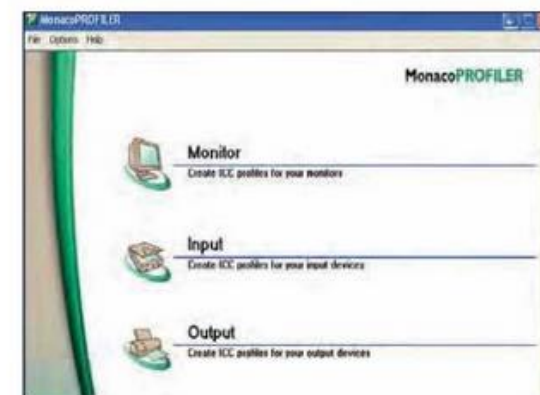 MonacoPROFILER
File Options Help
MonacoPROFILER
Monitor
Create ICC profiles for your monitors
Input
Create ICC profiles for your input devices
Output
Create ICC profiles for your output devices